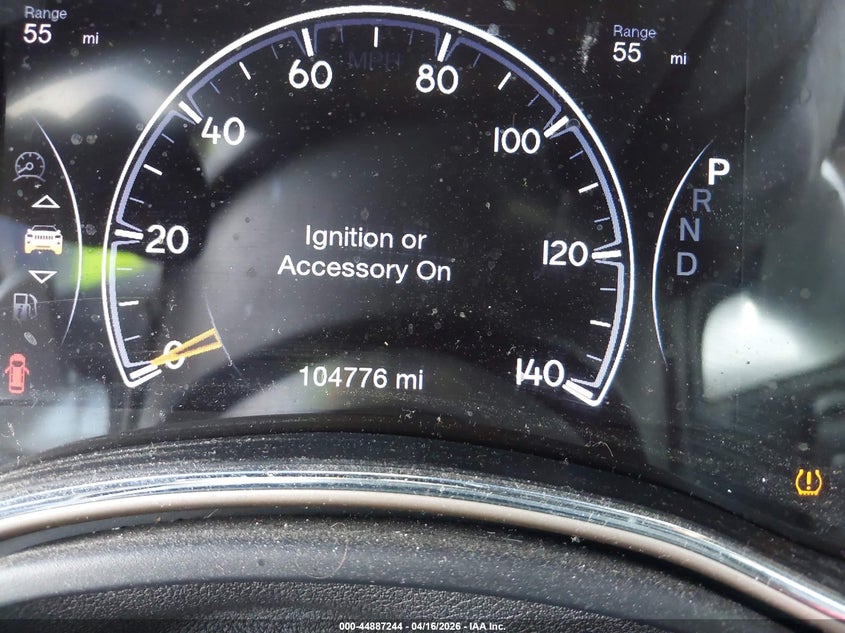 Range
55 mi
Range
55 mi
MPH
0
20
40
60
80
100
120
140
P
R
N
D
Ignition or
Accessory On
104776 mi
000-44887244 - 04/16/2026 - IAA Inc.